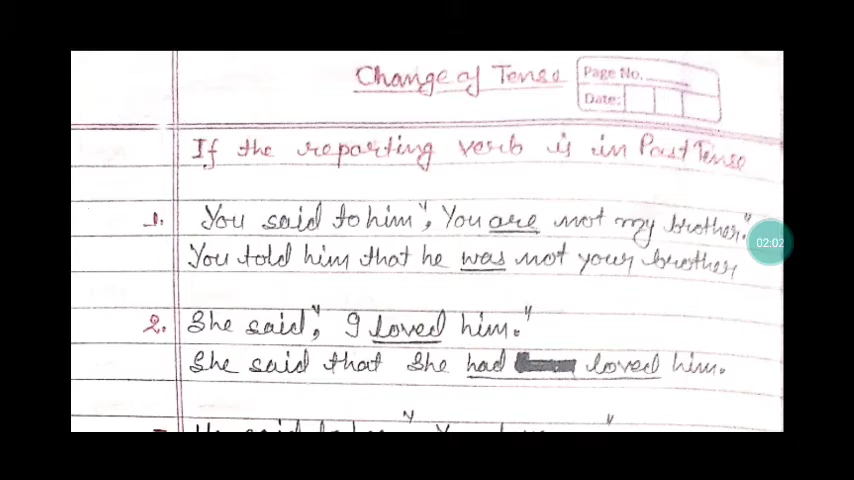 Change of Tense
Page No.
Date:
If the reporting verb is in Past Tense
02:02
1. You said to him", You are not my brother."
You told him that he was not your brother
2. She said", I loved him."
She said that She had loved him.